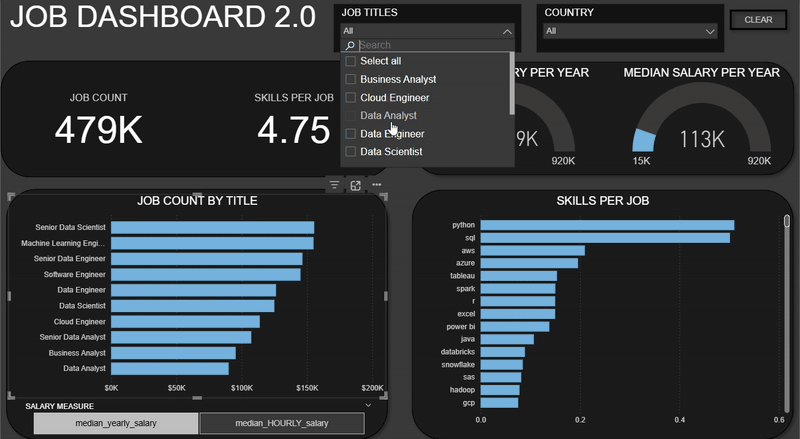 JOB DASHBOARD 2.0
JOB TITLES
All
Search
Select all
Business Analyst
Cloud Engineer
Data Analyst
Data Engineer
Data Scientist
COUNTRY
All
CLEAR
JOB COUNT
479K
SKILLS PER JOB
4.75
RY PER YEAR
9K
920K
MEDIAN SALARY PER YEAR
113K
15K
920K
JOB COUNT BY TITLE
Senior Data Scientist
Machine Learning Engi...
Senior Data Engineer
Software Engineer
Data Engineer
Data Scientist
Cloud Engineer
Senior Data Analyst
Business Analyst
Data Analyst
$0K $50K $100K $150K $200K
SALARY MEASURE
median_yearly_salary
median_HOURLY_salary
SKILLS PER JOB
python
sql
aws
azure
tableau
spark
r
excel
power bi
java
databricks
snowflake
sas
hadoop
gcp
0.0 0.2 0.4 0.6